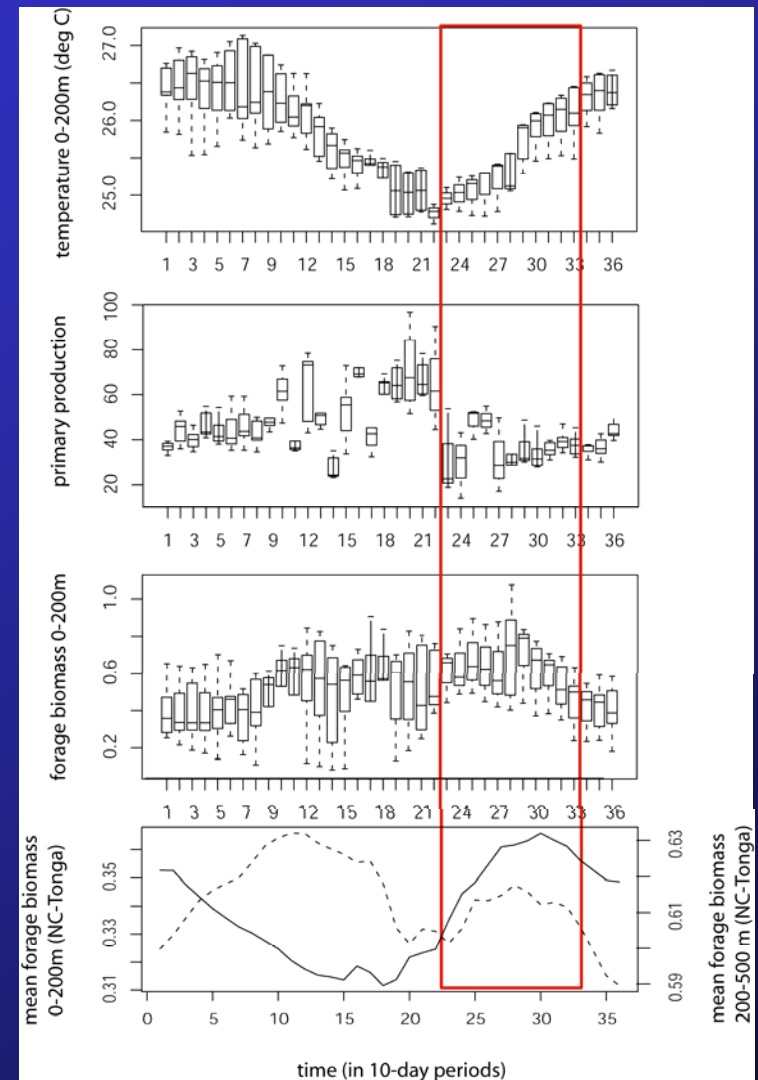 temperature 0-200m (deg C)
27.0
26.0
25.0
1 3 5 7 9 12 15 18 21 24 27 30 33 36
primary production
100
80
60
40
20
1 3 5 7 9 12 15 18 21 24 27 30 33 36
forage biomass 0-200m
1.0
0.6
0.2
1 3 5 7 9 12 15 18 21 24 27 30 33 36
mean forage biomass
0-200m (NC-Tonga)
0.35
0.33
0.31
0.63
0.61
0.59
mean forage biomass
200-500 m (NC-Tonga)
0 5 10 15 20 25 30 35
time (in 10-day periods)